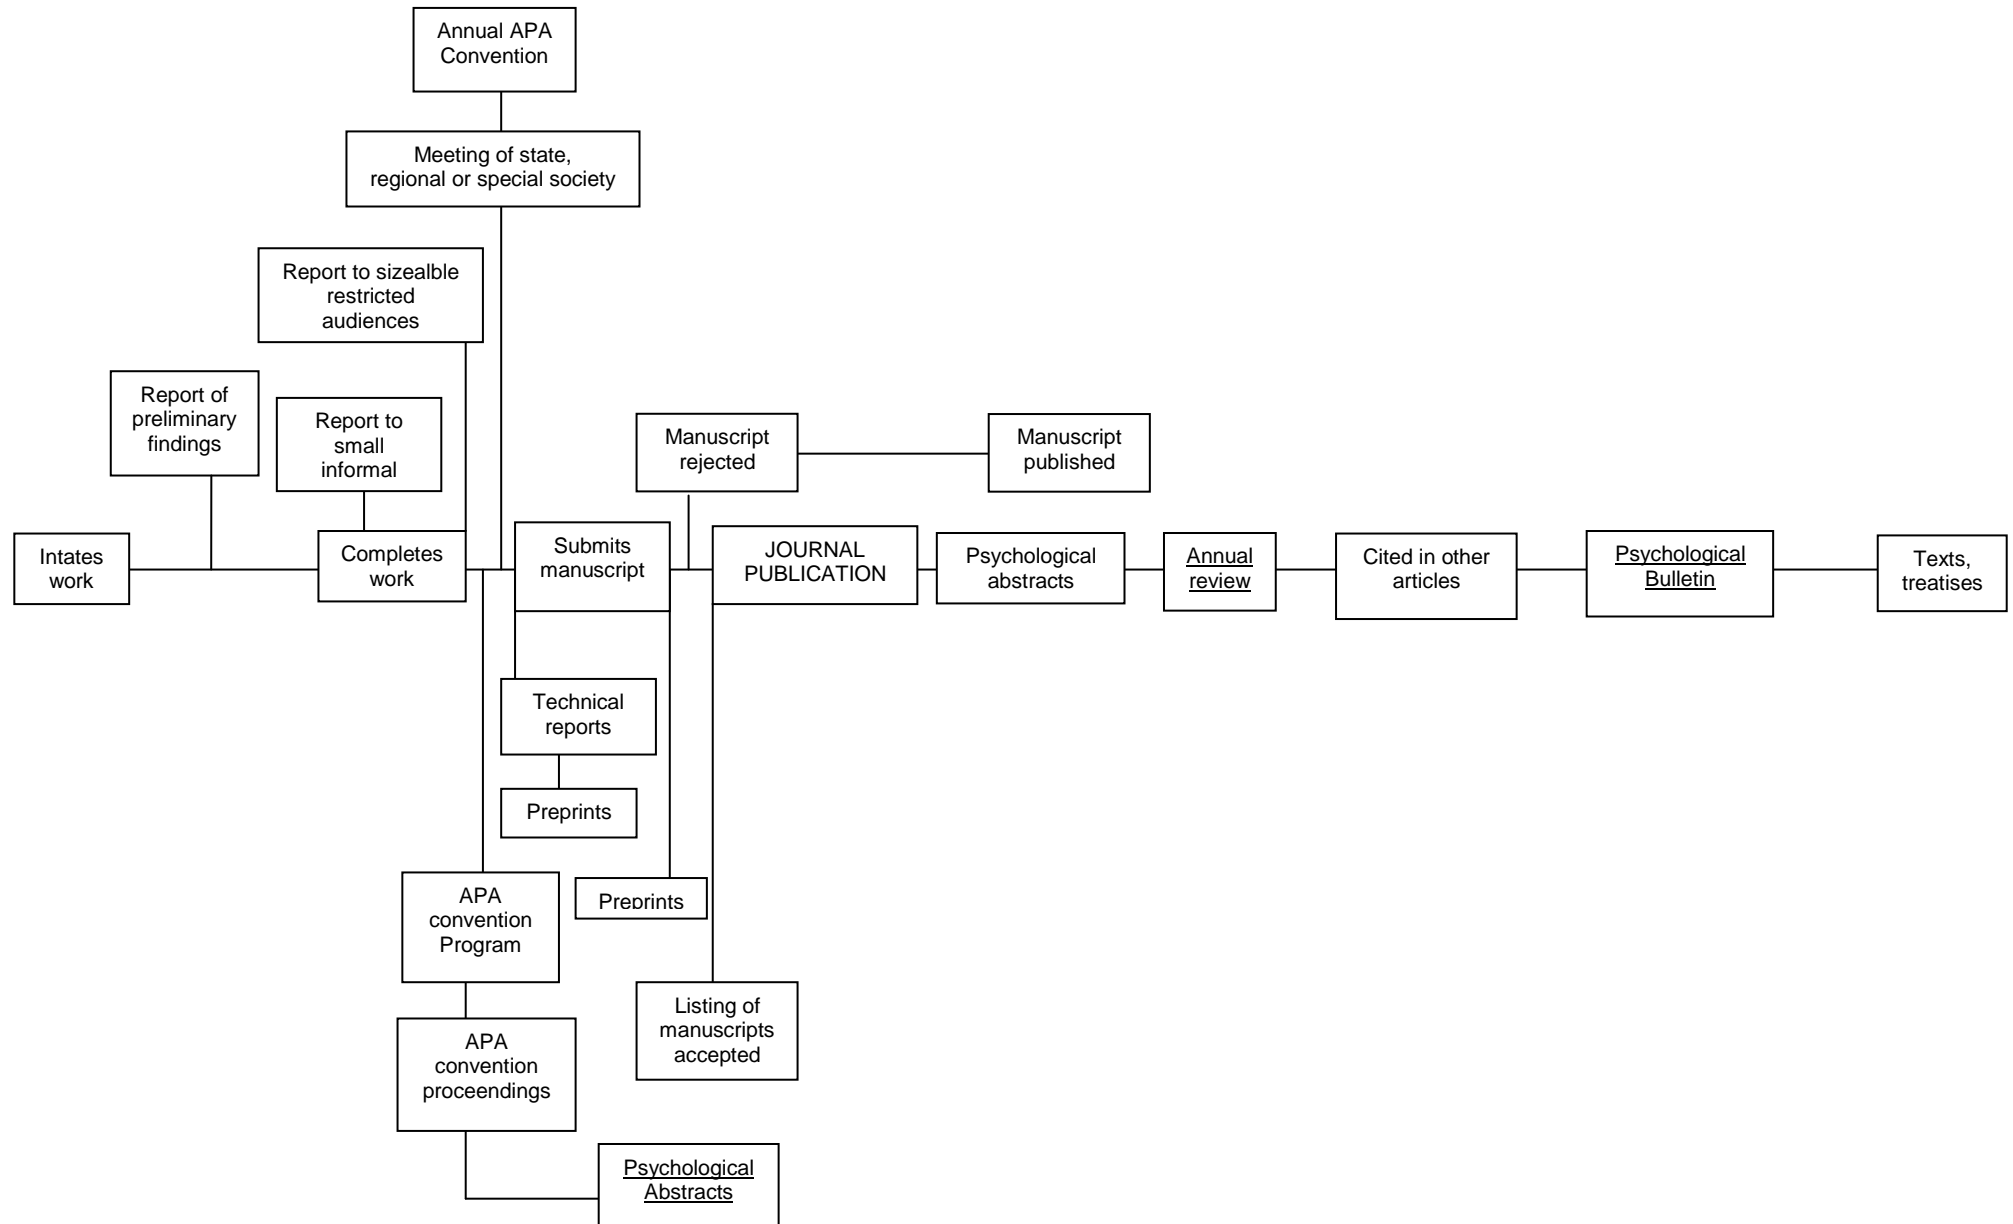 Annual APA
Convention
Meeting of state,
regional or special society
Report to sizealble
restricted
audiences
Report of
preliminary
findings
Report to
small
informal
Manuscript
rejected
Manuscript
published
Intates
work
Completes
work
Submits
manuscript
JOURNAL
PUBLICATION
Psychological
abstracts
Annual
review
Cited in other
articles
Psychological
Bulletin
Texts,
treatises
Technical
reports
Preprints
APA
convention
Program
Preprints
Listing of
manuscripts
accepted
APA
convention
proceendings
Psychological
Abstracts